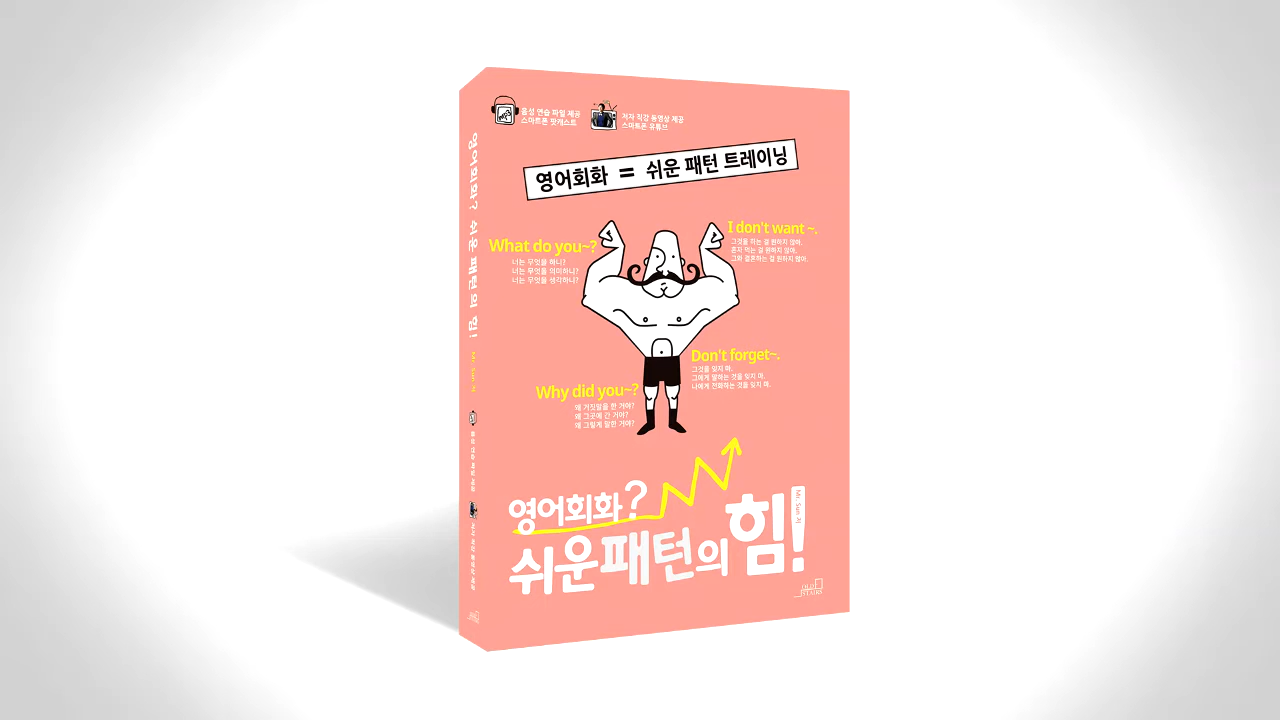 음성 연습 파일 제공
스마트폰 팟캐스트
저자 직강 동영상 제공
스마트폰 유튜브
영어회화 = 쉬운 패턴 트레이닝
What do you~?
너는 무엇을 하니?
너는 무엇을 의미하니?
너는 무엇을 생각하니?
I don't want ~.
그것을 하는 걸 원하지 않아.
혼자 먹는 걸 원하지 않아.
그와 결혼하는 걸 원하지 않아.
Don't forget~.
그것을 잊지 마.
그에게 말하는 것을 잊지 마.
나에게 전화하는 것을 잊지 마.
Why did you~?
왜 거짓말을 한 거야?
왜 그곳에 간 거야?
왜 그렇게 말한 거야?
영어회화?
쉬운 패턴의 힘!
Mr. Sun 저
OLD
STAIRS
영어회화? 쉬운 패턴의 힘!
Mr. Sun 저